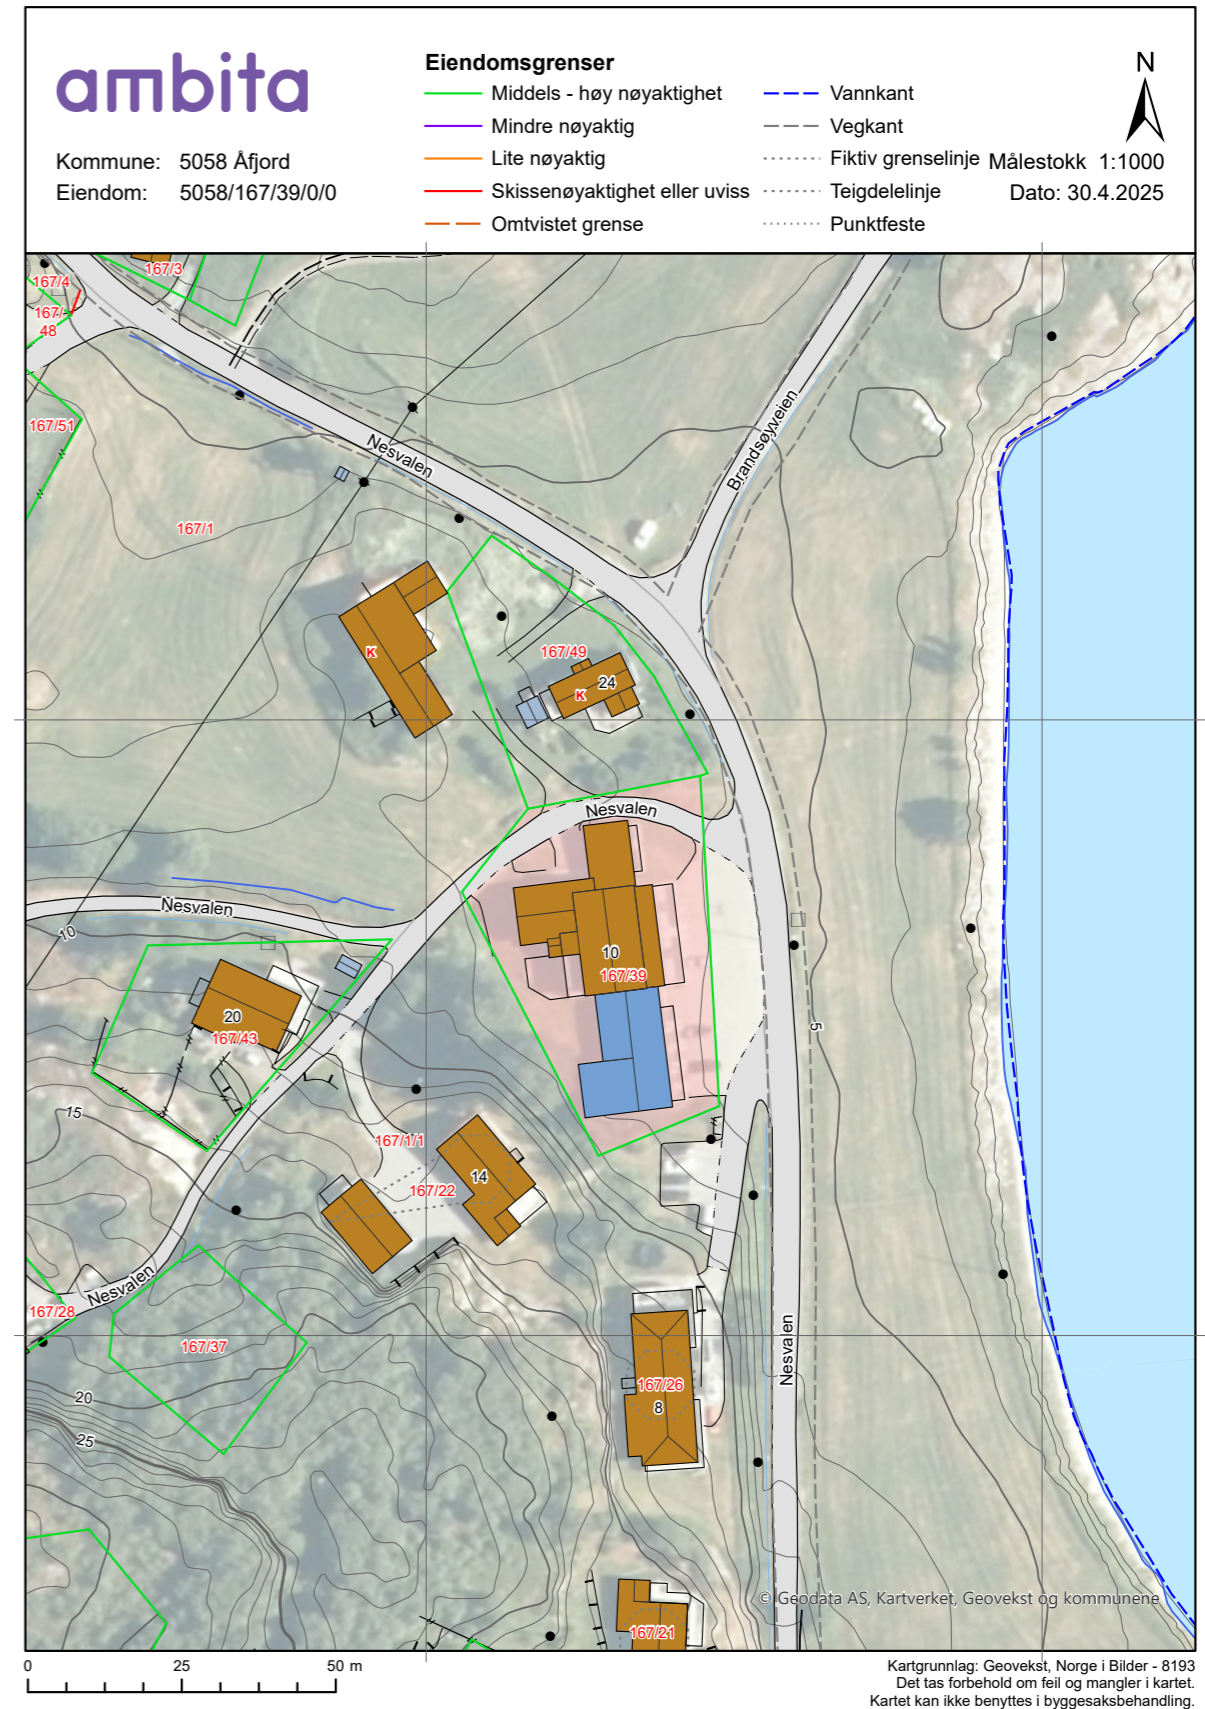 ambita
Kommune: 5058 Åfjord
Eiendom: 5058/167/39/0/0
Eiendomsgrenser
Middels - høy nøyaktighet
Mindre nøyaktig
Lite nøyaktig
Skissenøyaktighet eller uviss
Omtvistet grense
Vannkant
Vegkant
Fiktiv grenselinje
Teigdelelinje
Punktfeste
N
Målestokk 1:1000
Dato: 30.4.2025
167/3
167/4
167/-
48
167/51
Nesvalen
Brandsøyveien
167/1
K
167/49
24
K
Nesvalen
Nesvalen
10
10
167/39
20
167/43
5
15
167/1/1
14
167/22
Nesvalen
167/28
167/37
Nesvalen
167/26
8
20
25
© Geodata AS, Kartverket, Geovekst og kommunene
167/21
0 25 50 m
Kartgrunnlag: Geovekst, Norge i Bilder - 8193
Det tas forbehold om feil og mangler i kartet.
Kartet kan ikke benyttes i byggesaksbehandling.